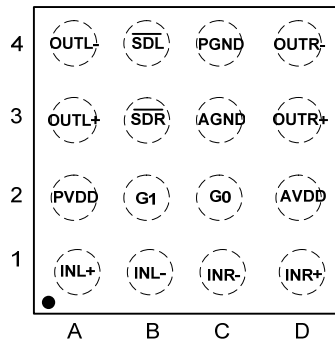 4 OUTL- SDL PGND OUTR-
3 OUTL+ SDR AGND OUTR+
2 PVDD G1 G0 AVDD
1 INL+ INL- INR- INR+
A B C D